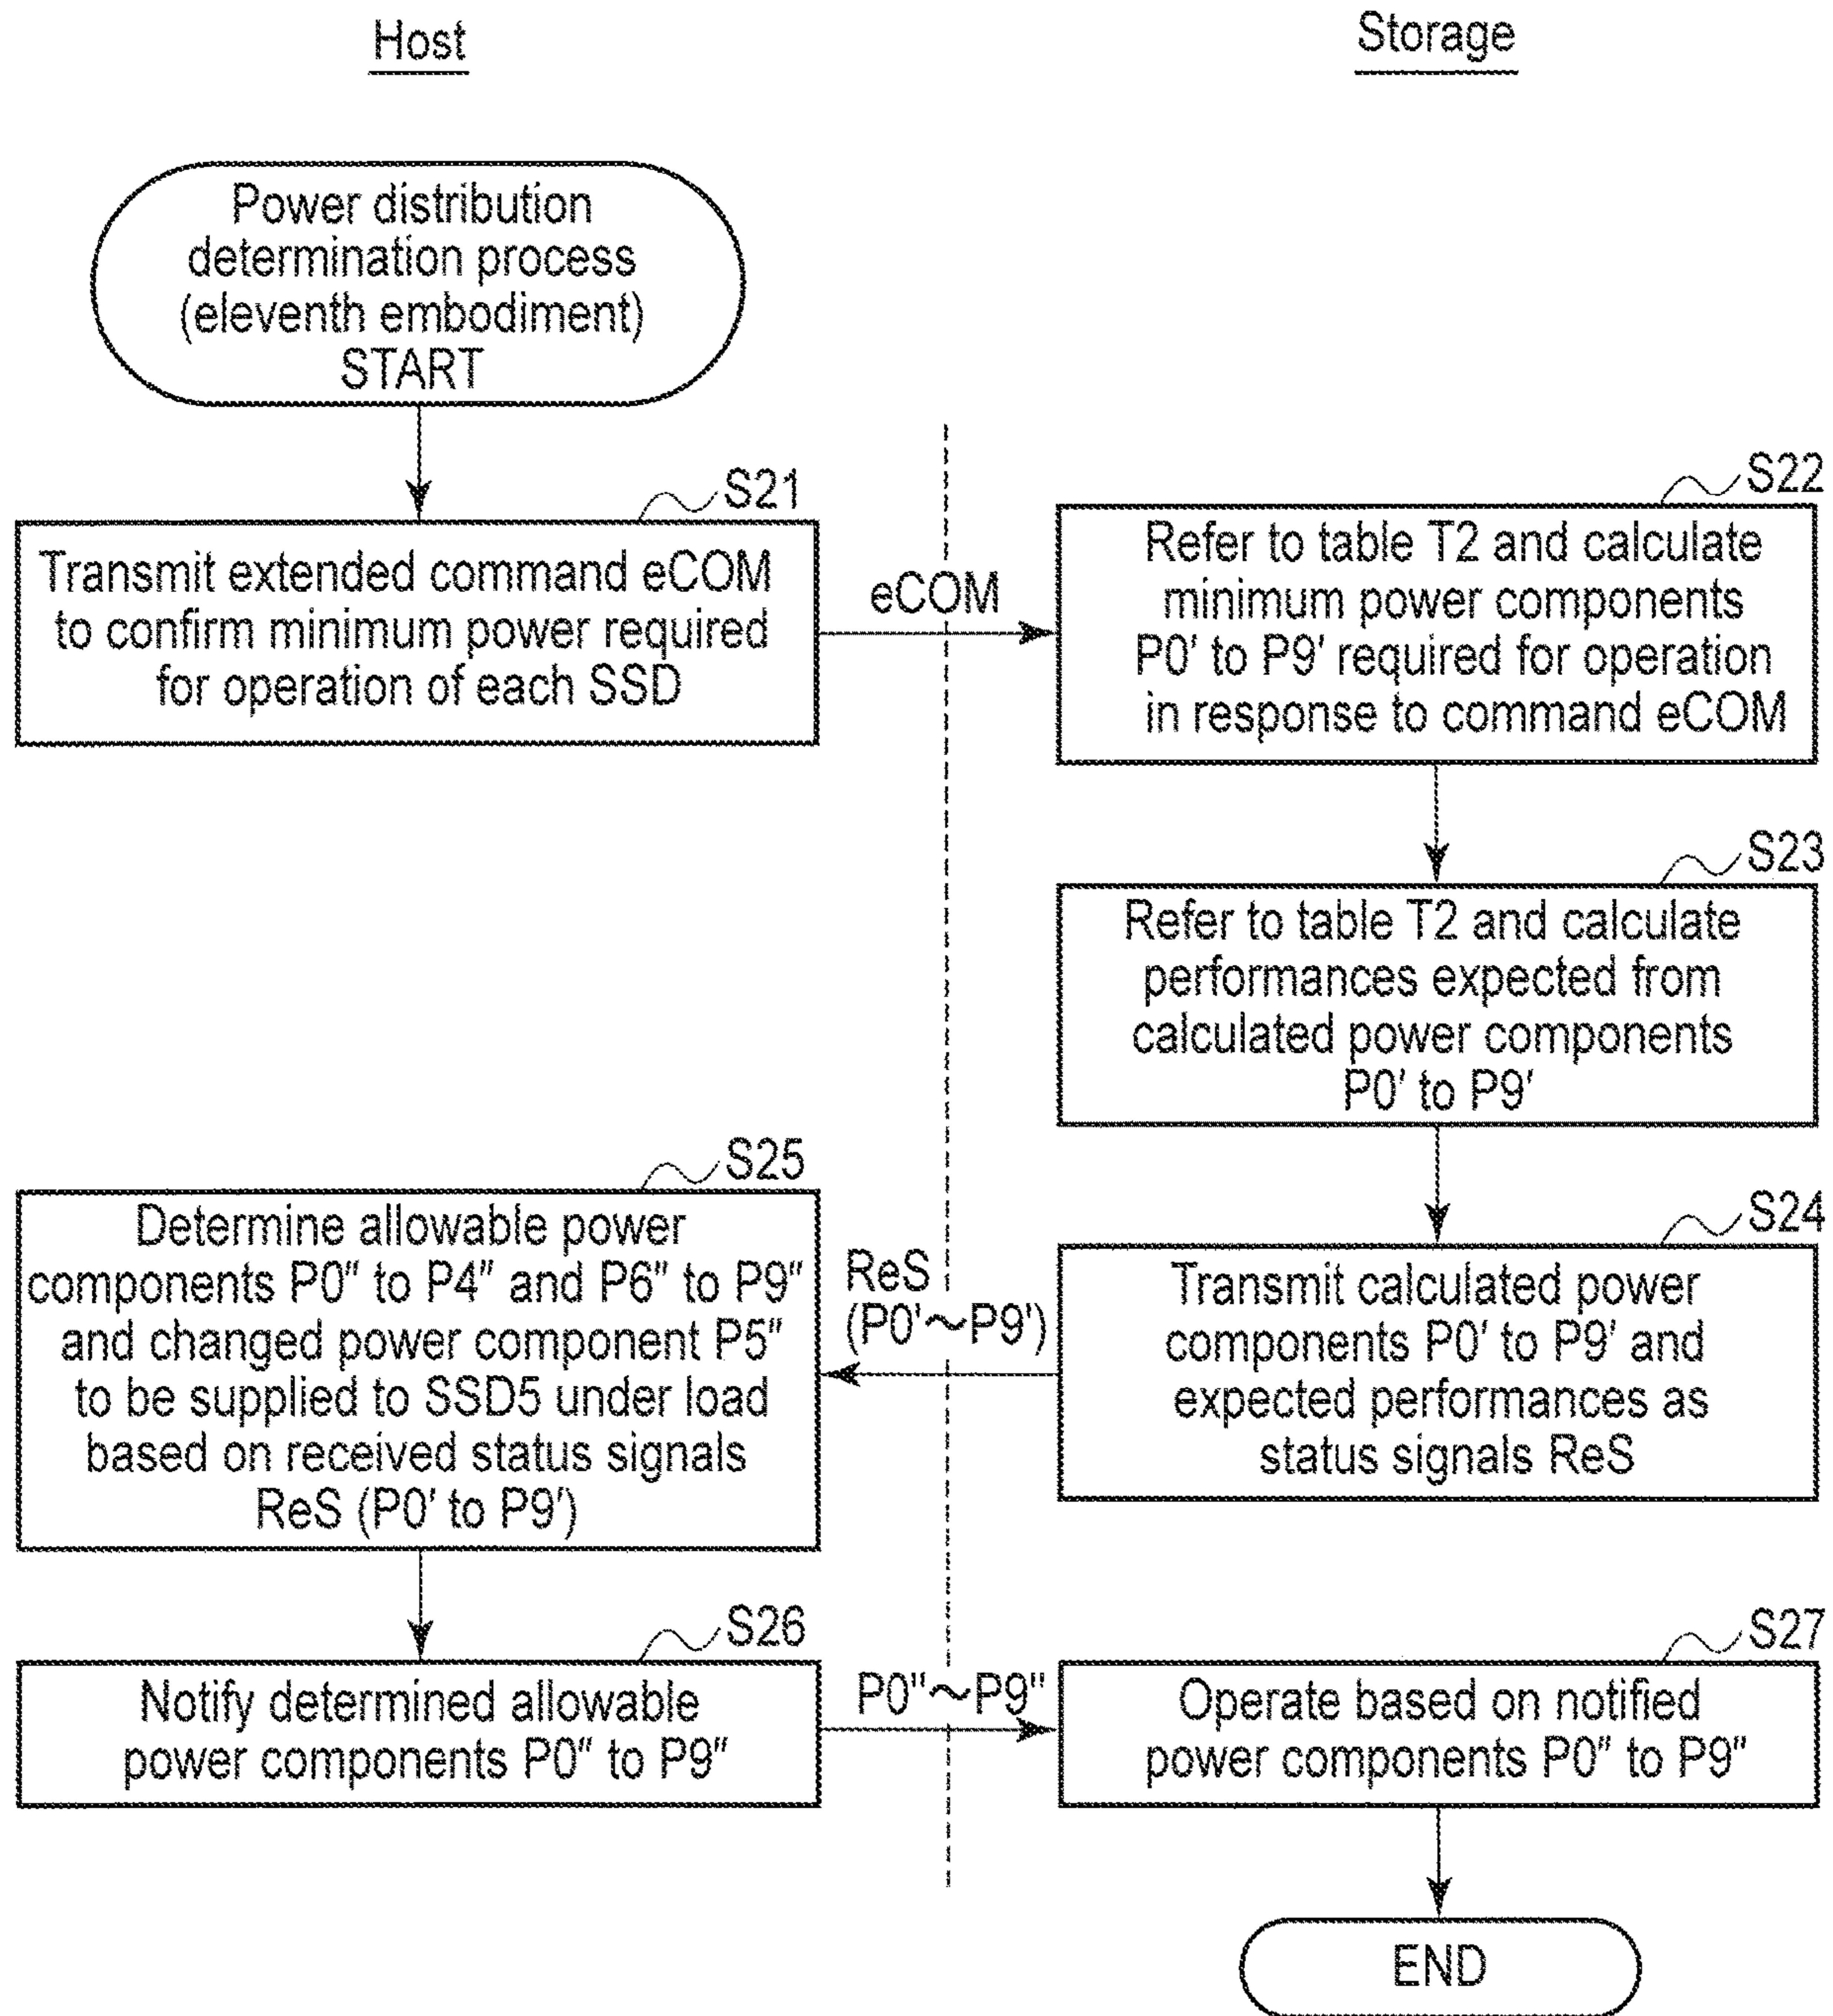 Host
Storage
Power distribution
determination process
(eleventh embodiment)
START
S21
Transmit extended command eCOM
to confirm minimum power required
for operation of each SSD
eCOM
S22
Refer to table T2 and calculate
minimum power components
P0' to P9' required for operation
in response to command eCOM
S23
Refer to table T2 and calculate
performances expected from
calculated power components
P0' to P9'
S24
Transmit calculated power
components P0' to P9' and
expected performances as
status signals ReS
ReS
(P0'~P9')
S25
Determine allowable power
components P0" to P4" and P6" to P9"
and changed power component P5"
to be supplied to SSD5 under load
based on received status signals
ReS (P0' to P9')
S26
Notify determined allowable
power components P0" to P9"
P0"~P9"
S27
Operate based on notified
power components P0" to P9"
END